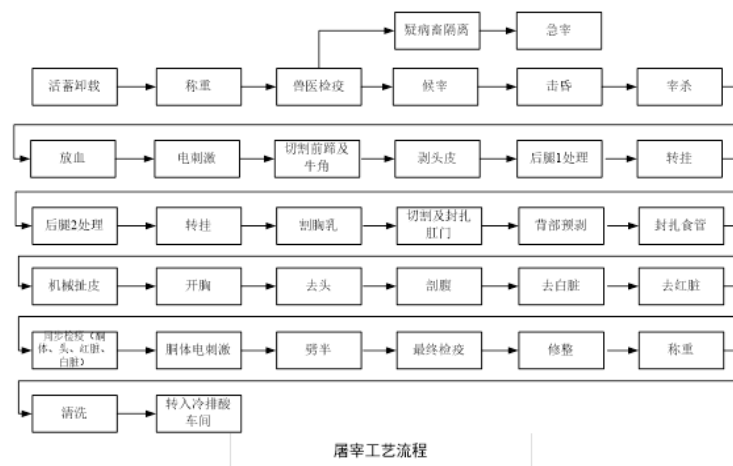 疑病畜隔离
急宰
活蓄卸载
称重
兽医检疫
候宰
击昏
宰杀
放血
电刺激
切割前蹄及
牛角
剥头皮
后腿1处理
转挂
后腿2处理
转挂
割胸乳
切割及封扎
肛门
背部预剥
封扎食管
机械扯皮
开胸
去头
剖腹
去白脏
去红脏
同步检疫（胴
体、头、红脏、
白脏）
胴体电刺激
劈半
最终检疫
修整
称重
清洗
转入冷排酸
车间
屠宰工艺流程